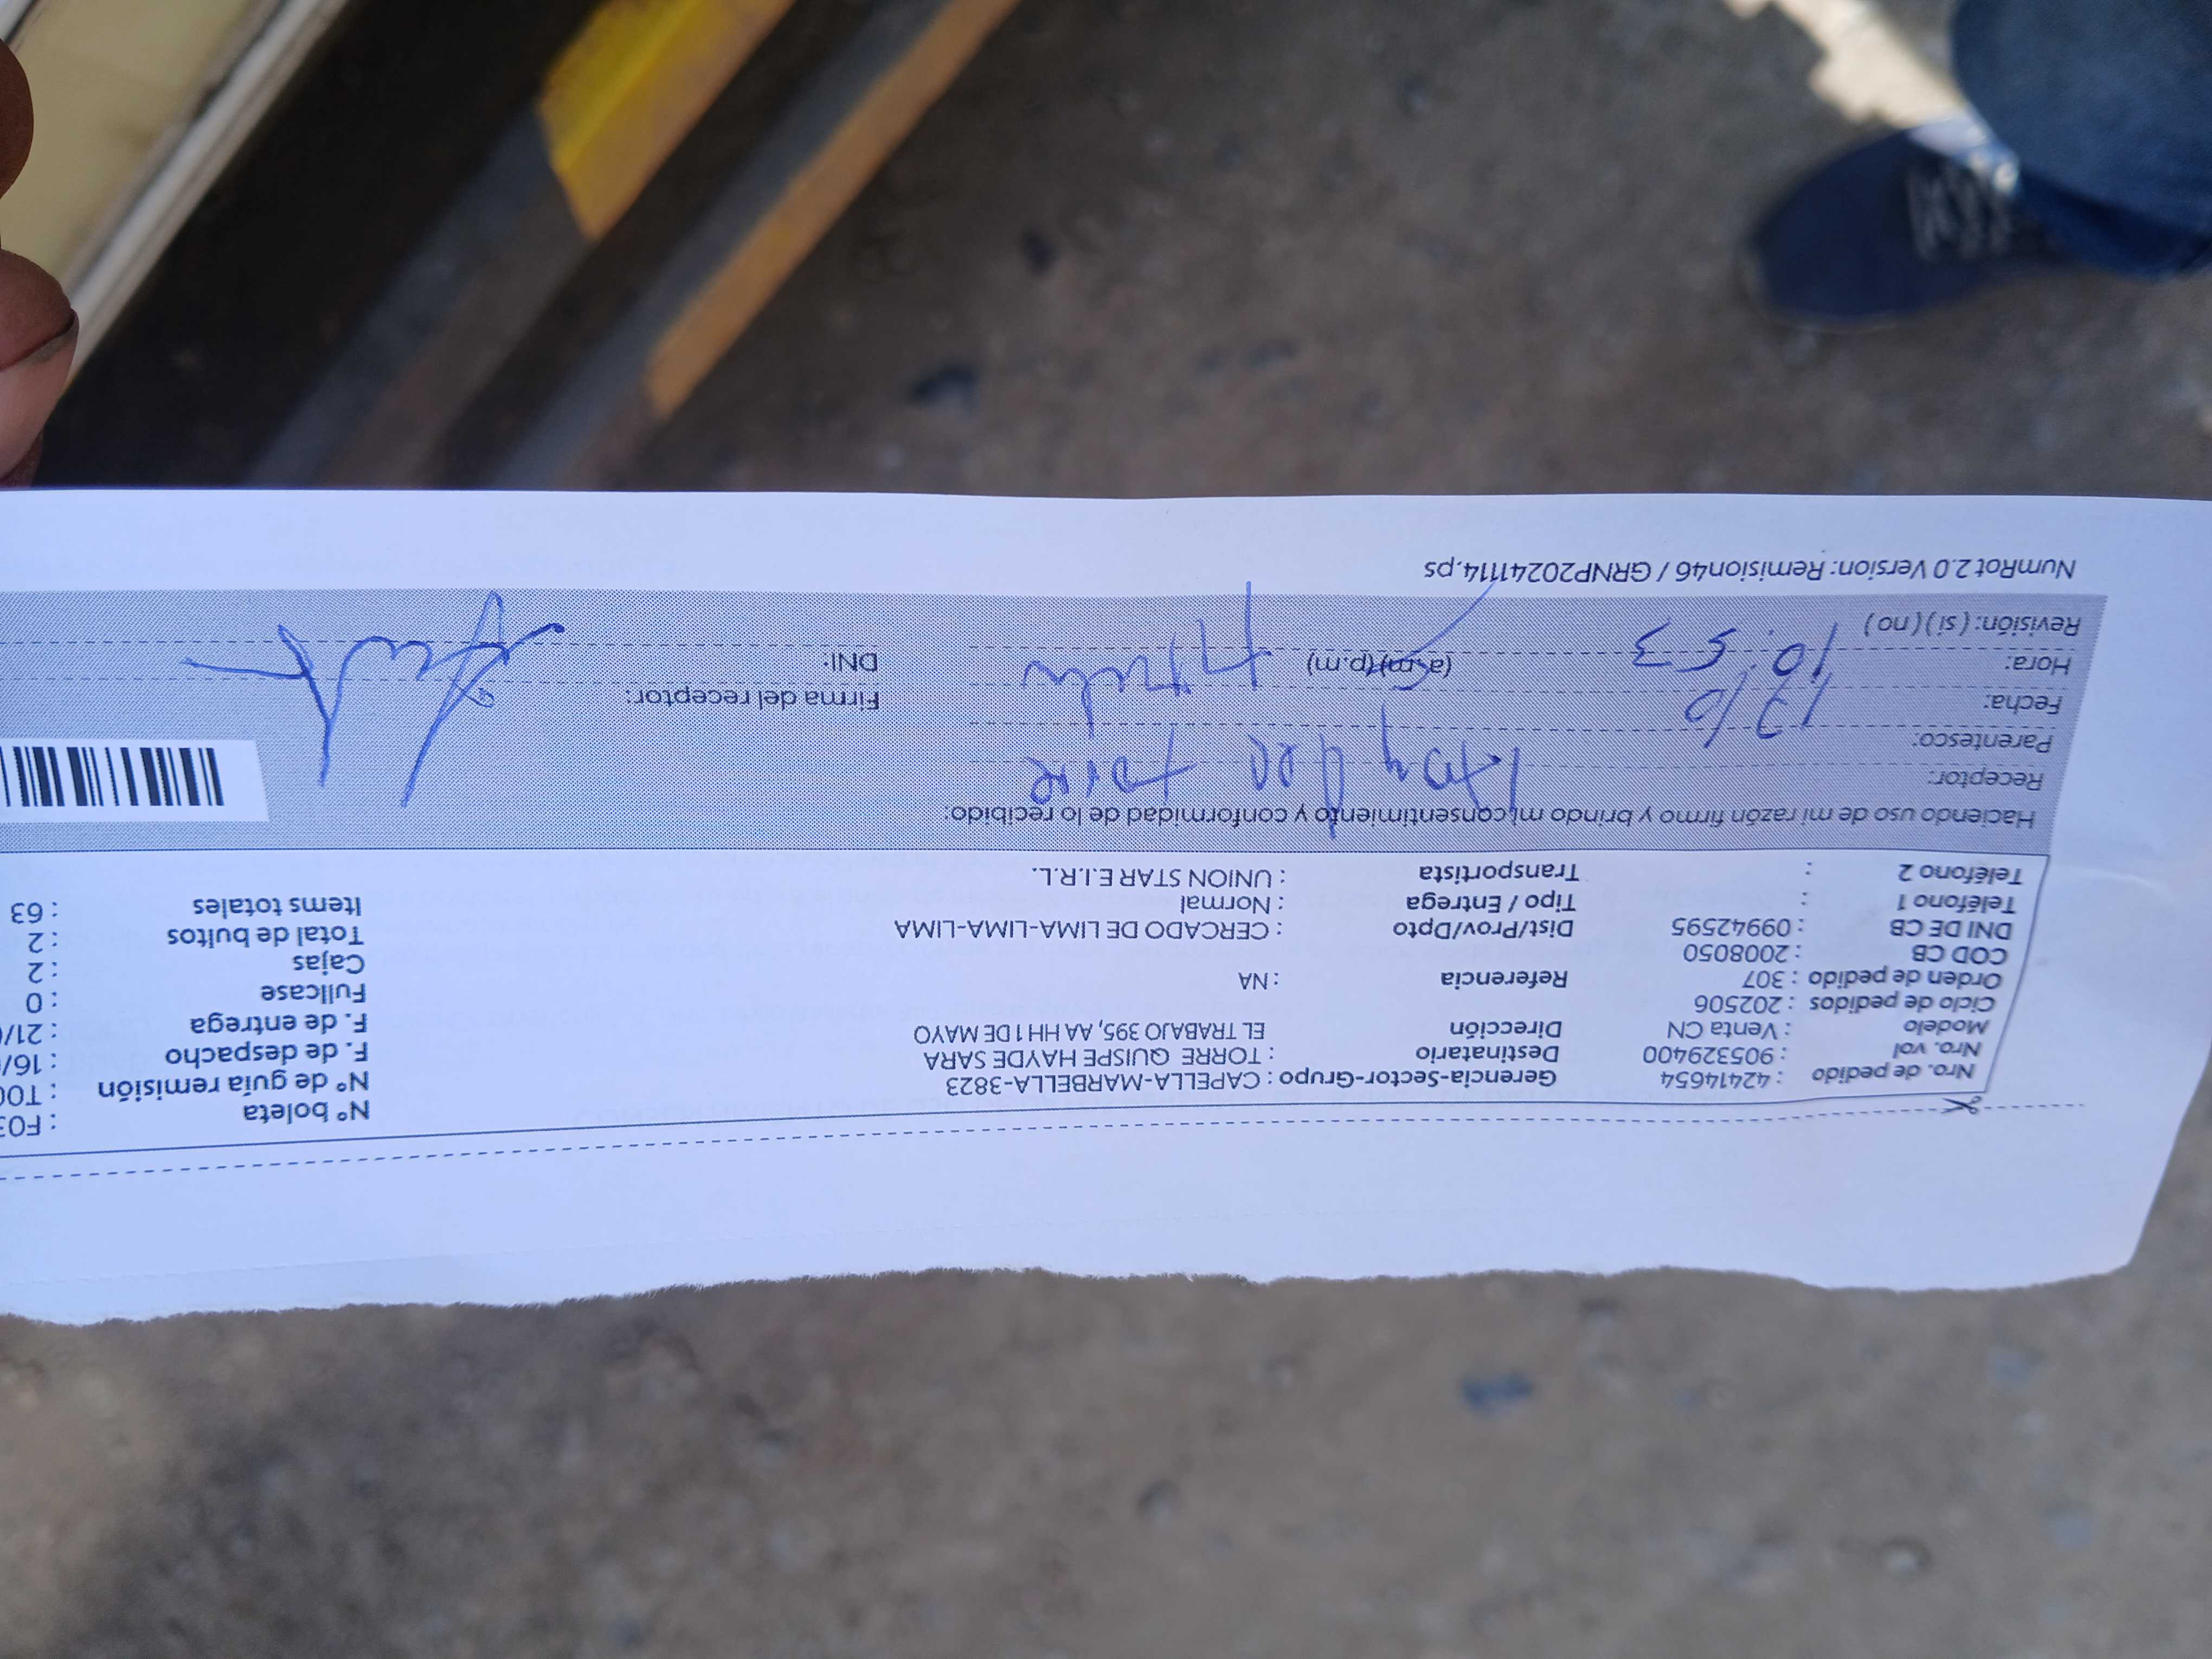 Nº boleta : F03
Nro. de pedido : 42414654 Gerencia-Sector-Grupo : CAPELLA-MARBELLA-3823 Nº de guía remisión : T00
Nro. vol : 905329400 Destinatario : TORRE QUISPE HAYDE SARA F. de despacho : 16/
Modelo : Venta CN Dirección EL TRABAJO 395, AA HH 1 DE MAYO F. de entrega : 21/
Ciclo de pedidos : 202506 Fullcase : 0
Orden de pedido : 307 Referencia : NA Cajas : 2
COD CB : 2008050 Total de bultos : 2
DNI DE CB : 09942595 Dist/Prov/Dpto : CERCADO DE LIMA-LIMA-LIMA Items totales : 63
Teléfono 1 : Tipo / Entrega : Normal
Teléfono 2 : Transportista : UNION STAR E.I.R.L.
Haciendo uso de mi razón firmo y brindo mi consentimiento y conformidad de lo recibido:
Receptor:
Parentesco:
Fecha: Firma del receptor:
Hora: 10:53 (a.m) (p.m) DNI:
Revisión: ( si ) ( no )
NumRot 2.0 Version: Remision46 / GRNP20241114.ps